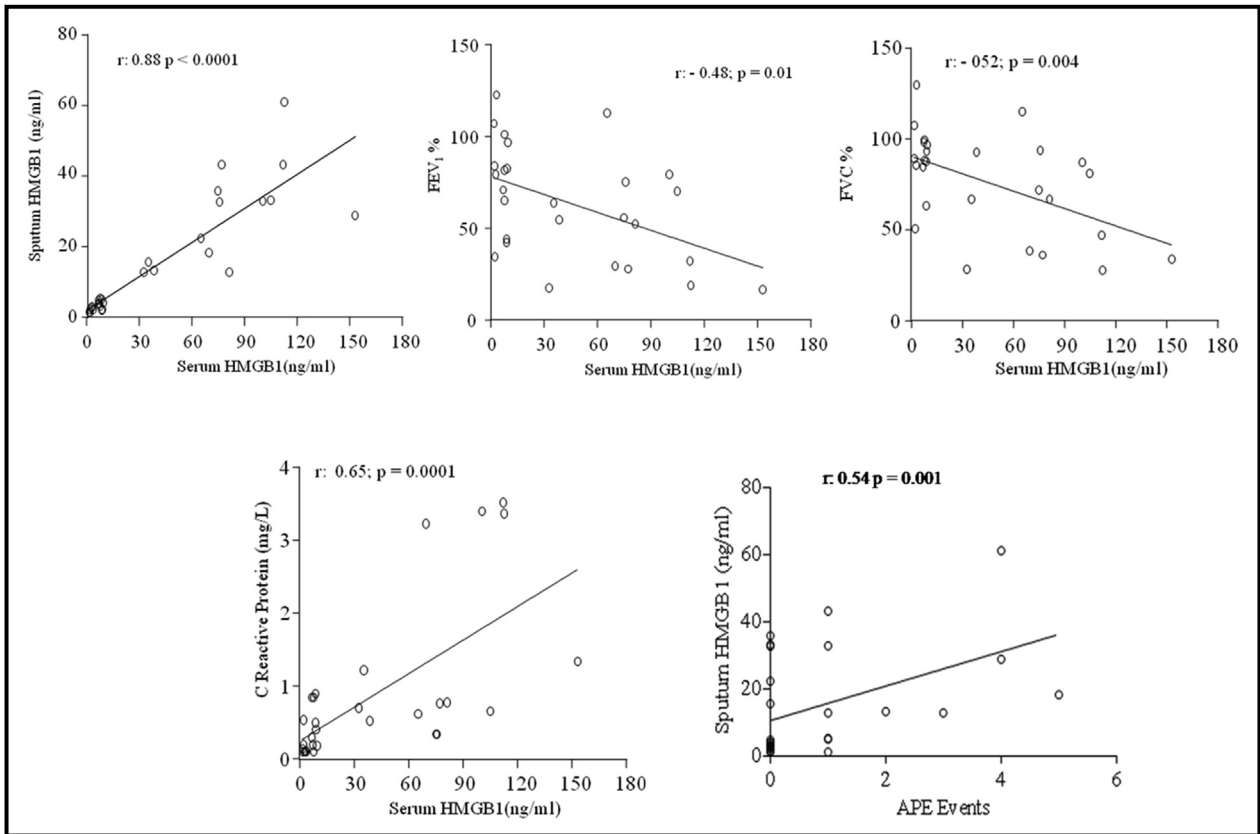 r: 0.88 p < 0.0001
Sputum HMGB1 (ng/ml)
80
60
40
20
0
0 30 60 90 120 150 180
Serum HMGB1(ng/ml)
r: - 0.48; p = 0.01
FEV1 %
150
100
50
0
0 30 60 90 120 150 180
Serum HMGB1(ng/ml)
r: - 052; p = 0.004
FVC %
150
100
50
0
0 30 60 90 120 150 180
Serum HMGB1(ng/ml)
r: 0.65; p = 0.0001
C Reactive Protein (mg/L)
4
3
2
1
0
0 30 60 90 120 150 180
Serum HMGB1(ng/ml)
r: 0.54 p = 0.001
Sputum HMGB1 (ng/ml)
80
60
40
20
0
0 2 4 6
APE Events